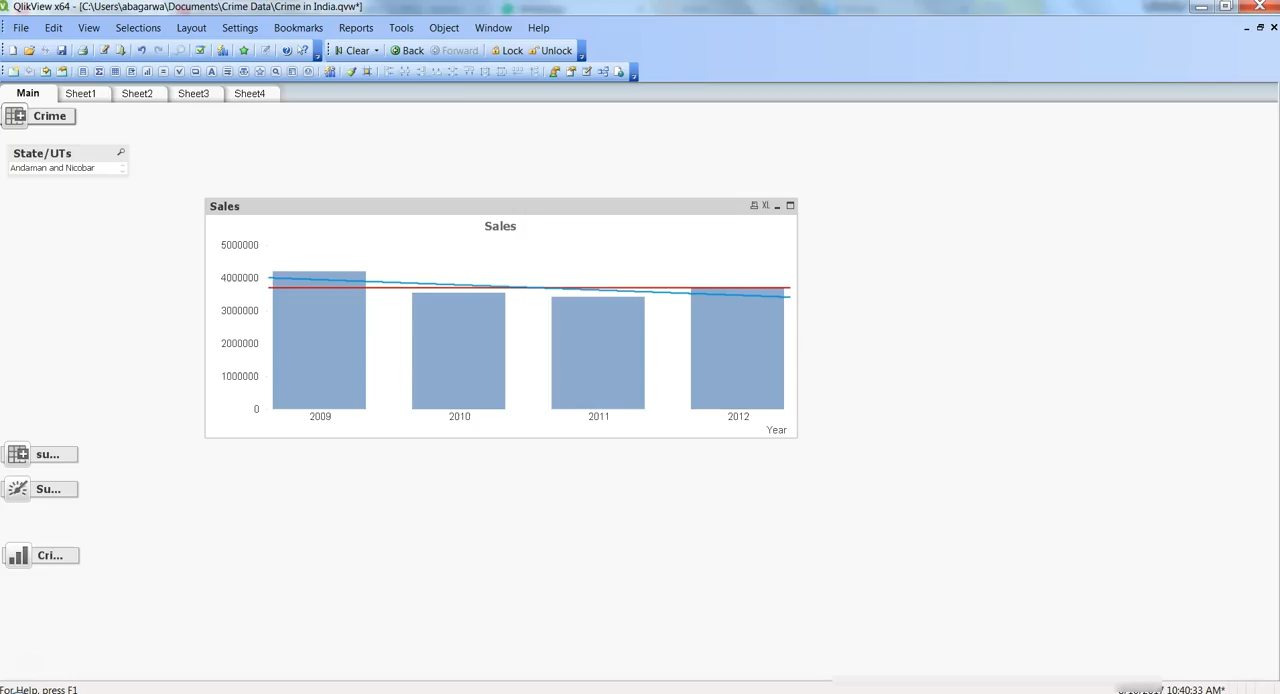 QlikView x64 - [C:\Users\abagarwa\Documents\Crime Data\Crime in India.qvw*]
File Edit View Selections Layout Settings Bookmarks Reports Tools Object Window Help
Clear Back Forward Lock Unlock
Main Sheet1 Sheet2 Sheet3 Sheet4
Crime
State/UTs
Andaman and Nicobar
Sales XL
Sales
5000000
4000000
3000000
2000000
1000000
0
2009 2010 2011 2012
Year
su...
Su...
Cri...
For Help, press F1
10:40:33 AM*